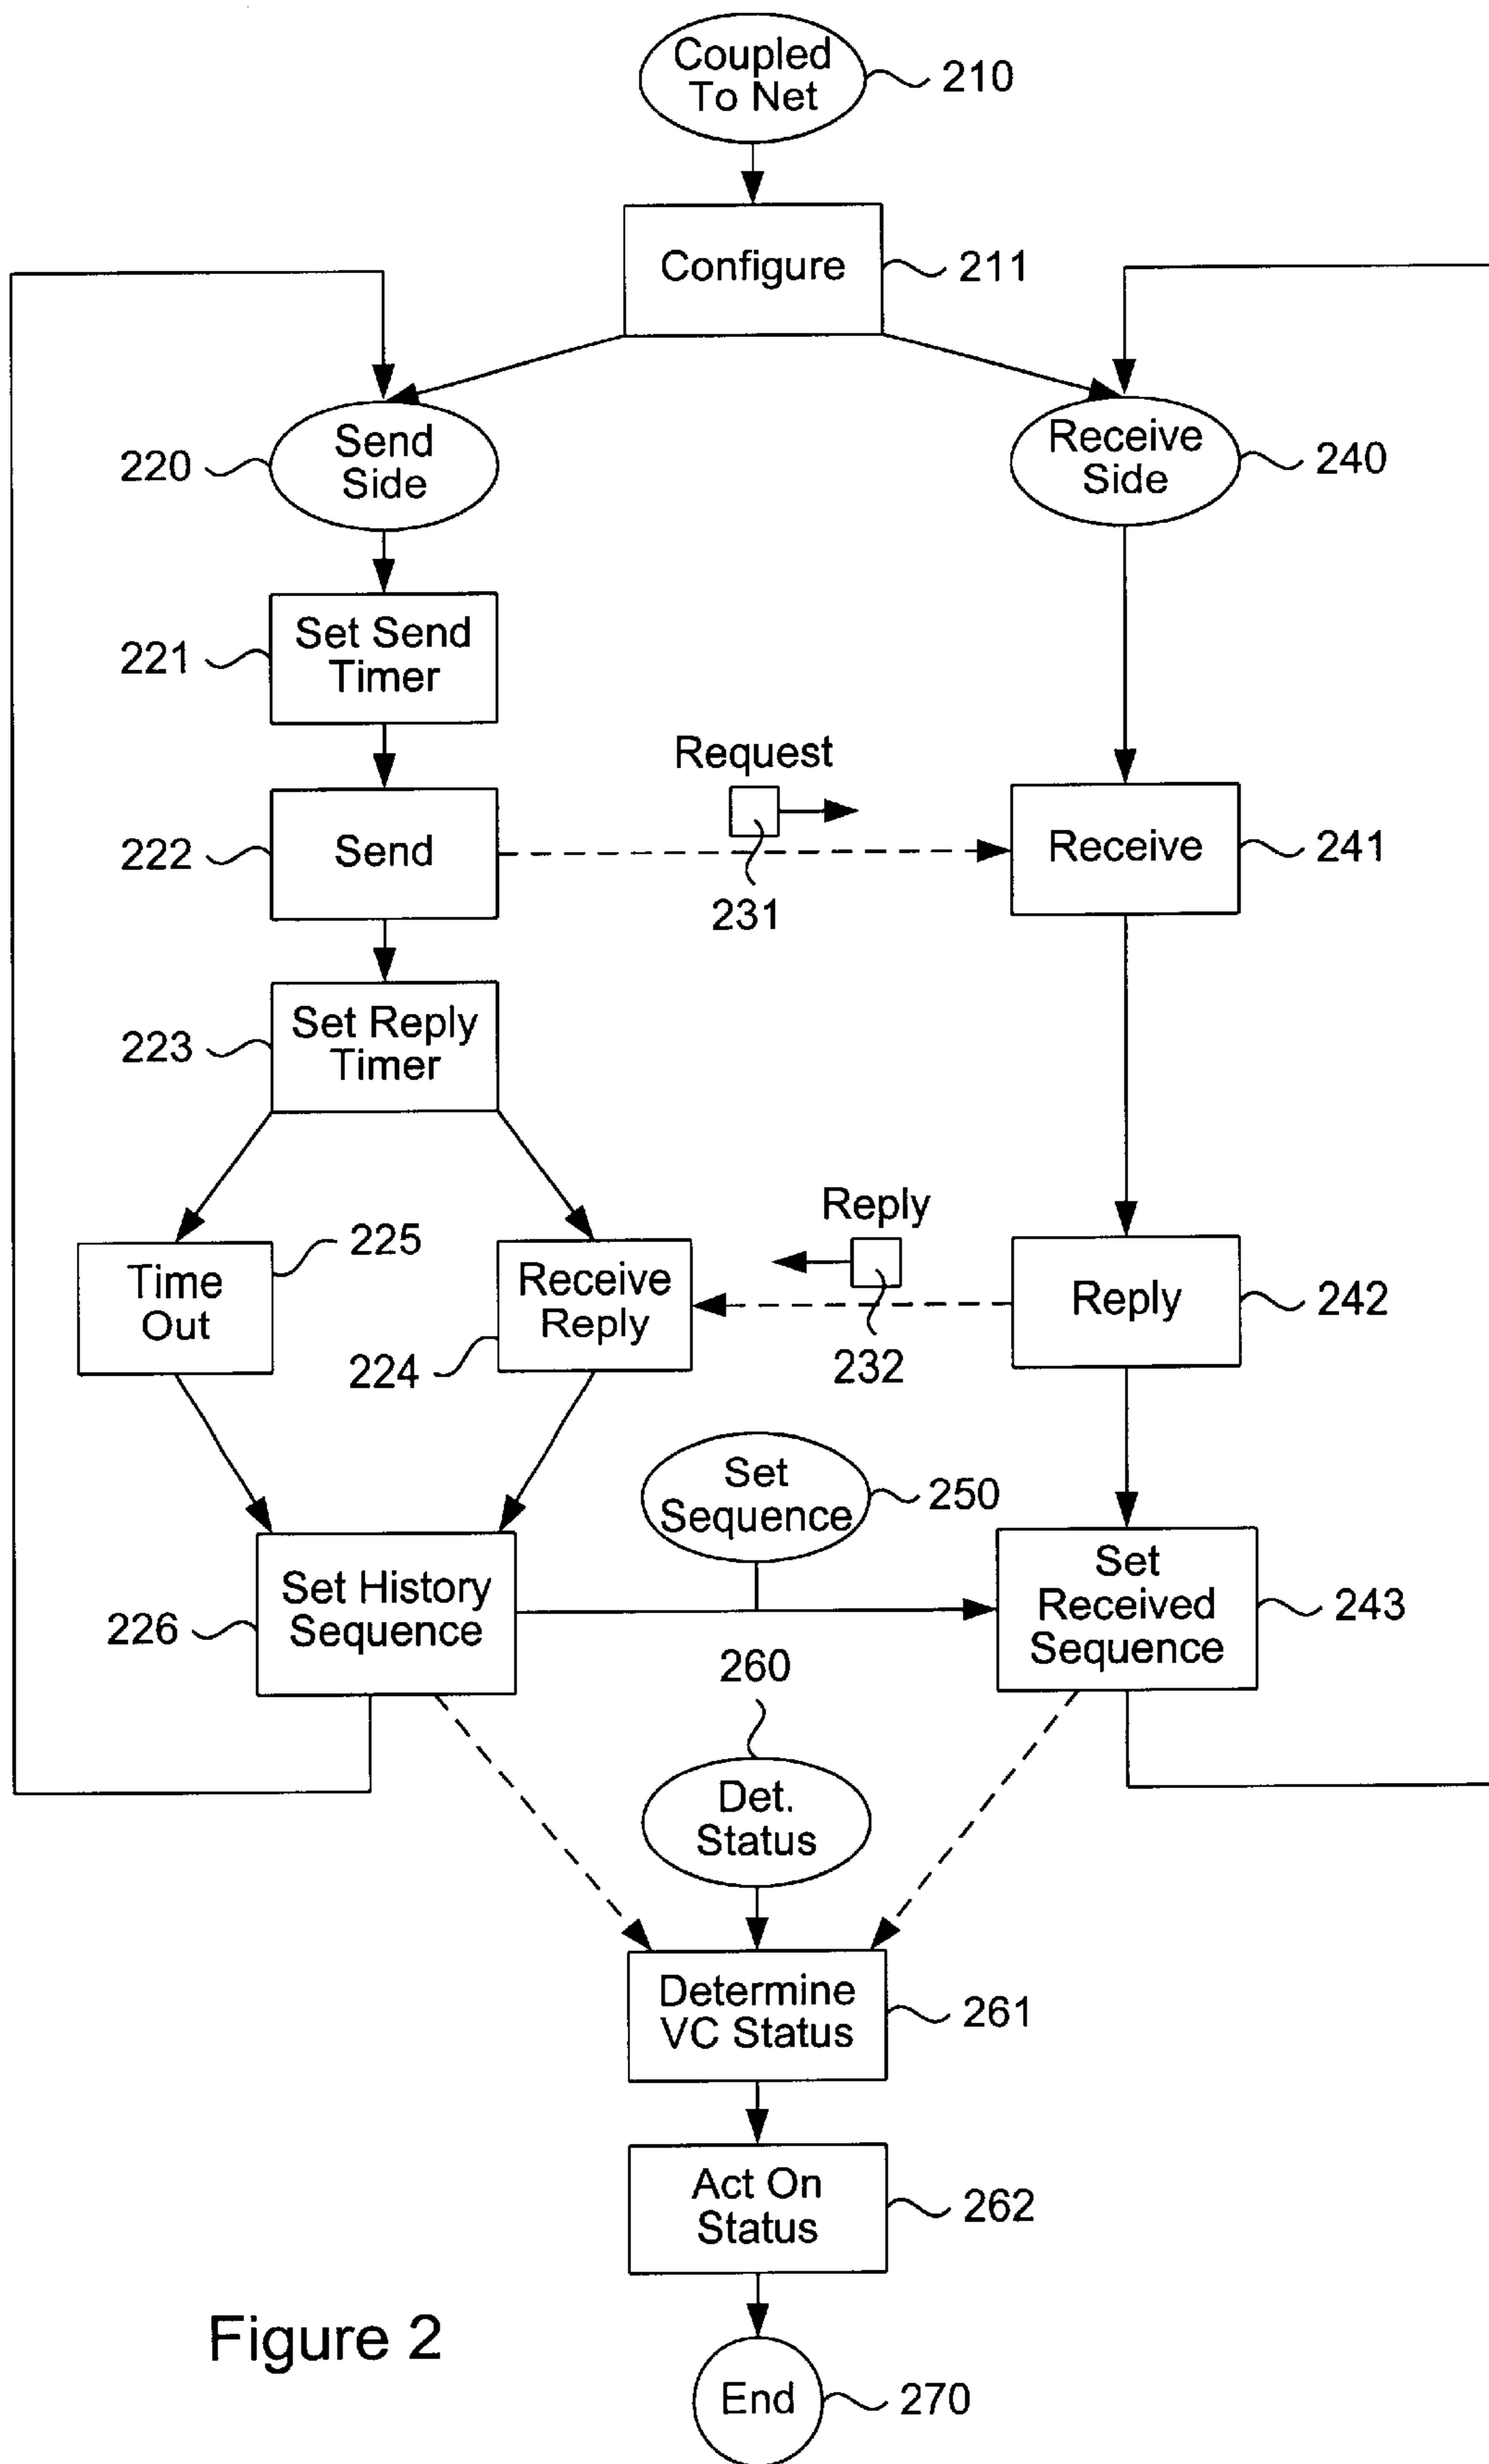 Coupled
To Net
210
Configure
211
Send
Side
220
Receive
Side
240
Set Send
Timer
221
Request
Send
222
231
Receive
241
Set Reply
Timer
223
Reply
Time
Out
225
Receive
Reply
224
232
Reply
242
Set
Sequence
250
Set History
Sequence
226
Set
Received
Sequence
243
260
Det.
Status
Determine
VC Status
261
Act On
Status
262
Figure 2
End
270